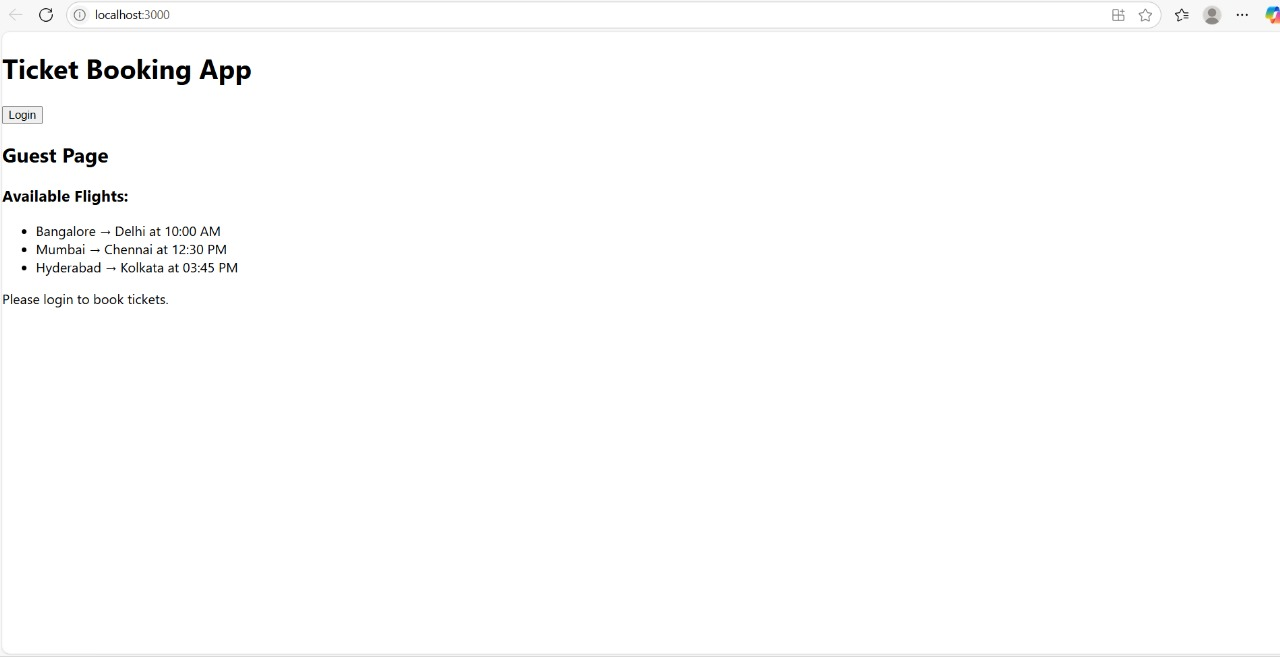 localhost:3000
Ticket Booking App
Login
Guest Page
Available Flights:
• Bangalore → Delhi at 10:00 AM
• Mumbai → Chennai at 12:30 PM
• Hyderabad → Kolkata at 03:45 PM
Please login to book tickets.